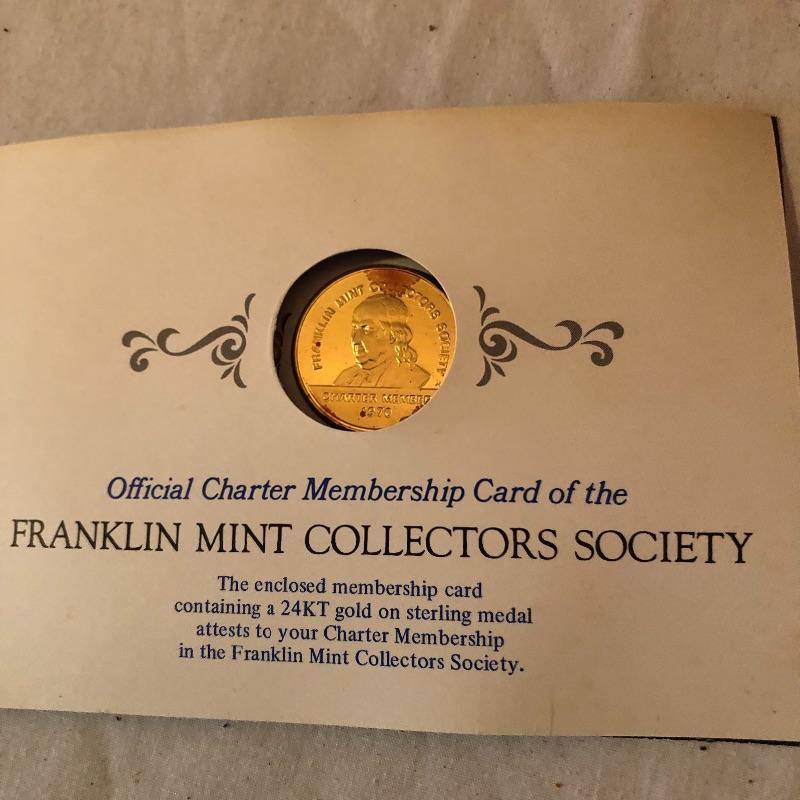 FRANKLIN MINT COLLECTORS SOCIETY
CHARTER MEMBER
1970
Official Charter Membership Card of the
FRANKLIN MINT COLLECTORS SOCIETY
The enclosed membership card
containing a 24KT gold on sterling medal
attests to your Charter Membership
in the Franklin Mint Collectors Society.